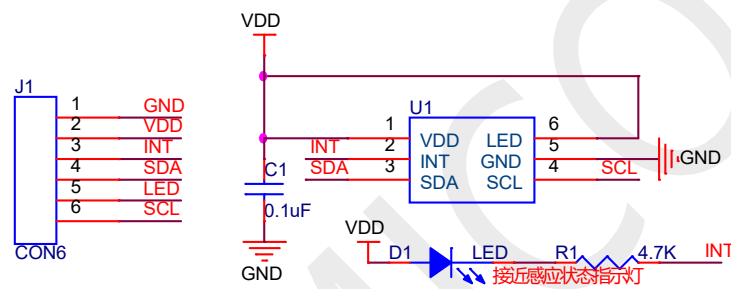 VDD
J1
1 GND
2 VDD
3 INT
4 SDA
5 LED
6 SCL
CON6
U1
1 VDD LED 6
INT 2 INT GND 5 GND
SDA 3 SDA SCL 4 SCL
C1
0.1uF
GND
VDD
D1 LED R1 4.7K INT
接近感应状态指示灯